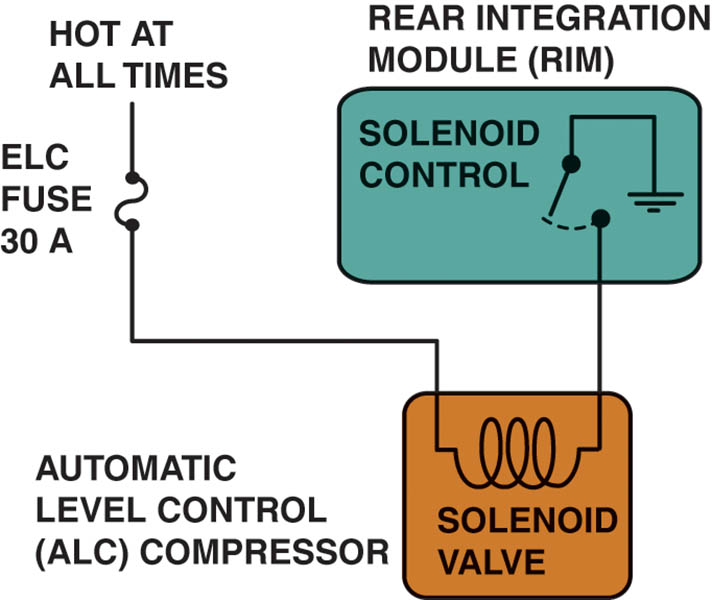 HOT AT
ALL TIMES
REAR INTEGRATION
MODULE (RIM)
ELC
FUSE
30 A
SOLENOID
CONTROL
AUTOMATIC
LEVEL CONTROL
(ALC) COMPRESSOR
SOLENOID
VALVE